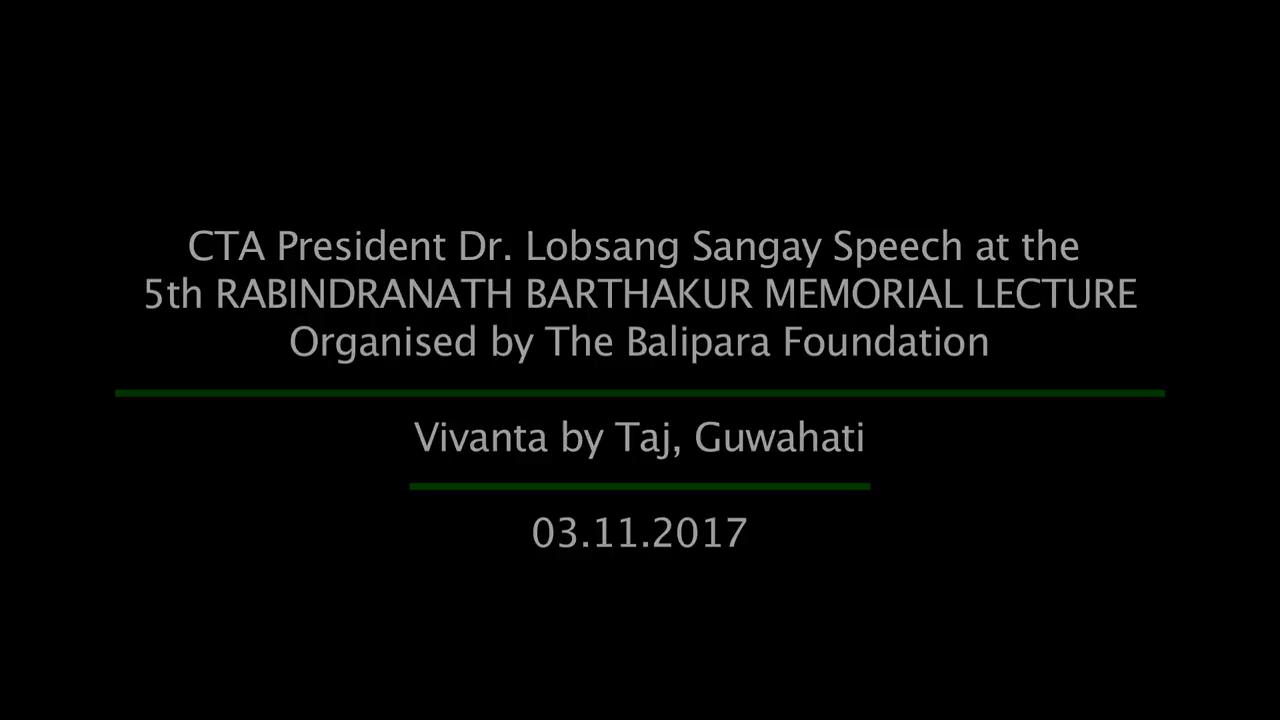 CTA President Dr. Lobsang Sangay Speech at the
5th RABINDRANATH BARTHAKUR MEMORIAL LECTURE
Organised by The Balipara Foundation
Vivanta by Taj, Guwahati
03.11.2017